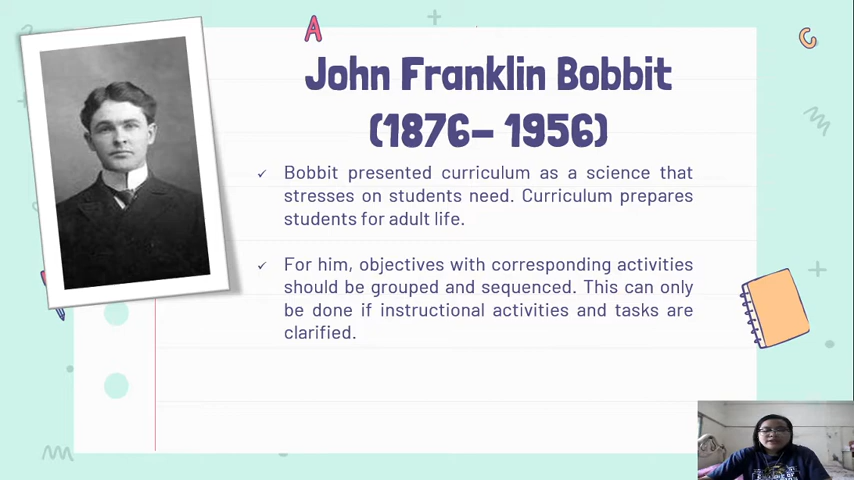 A
John Franklin Bobbit
(1876– 1956)
✓ Bobbit presented curriculum as a science that
stresses on students need. Curriculum prepares
students for adult life.
✓ For him, objectives with corresponding activities
should be grouped and sequenced. This can only
be done if instructional activities and tasks are
clarified.